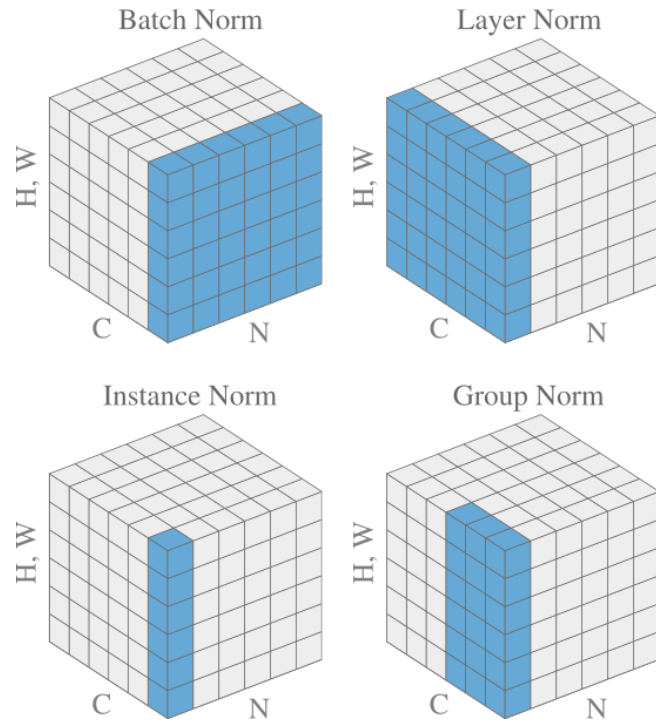 Batch Norm
Layer Norm
H, W
C
N
H, W
C
N
Instance Norm
Group Norm
H, W
C
N
H, W
C
N